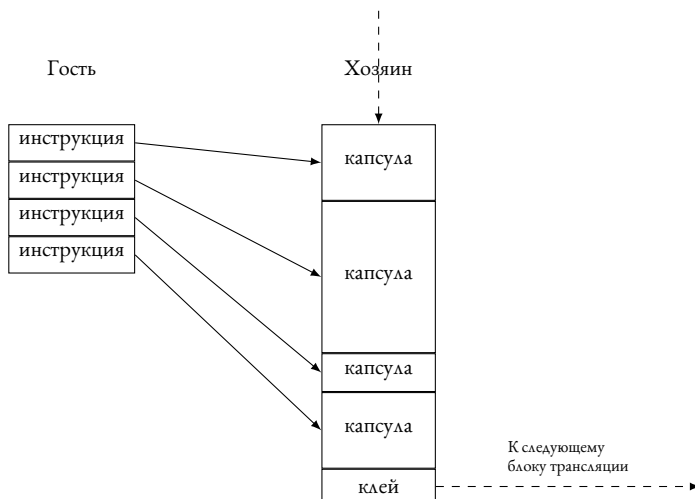 Гость
Хозяин
инструкция
инструкция
инструкция
инструкция
капсула
капсула
капсула
капсула
клей
К следующему
блоку трансляции